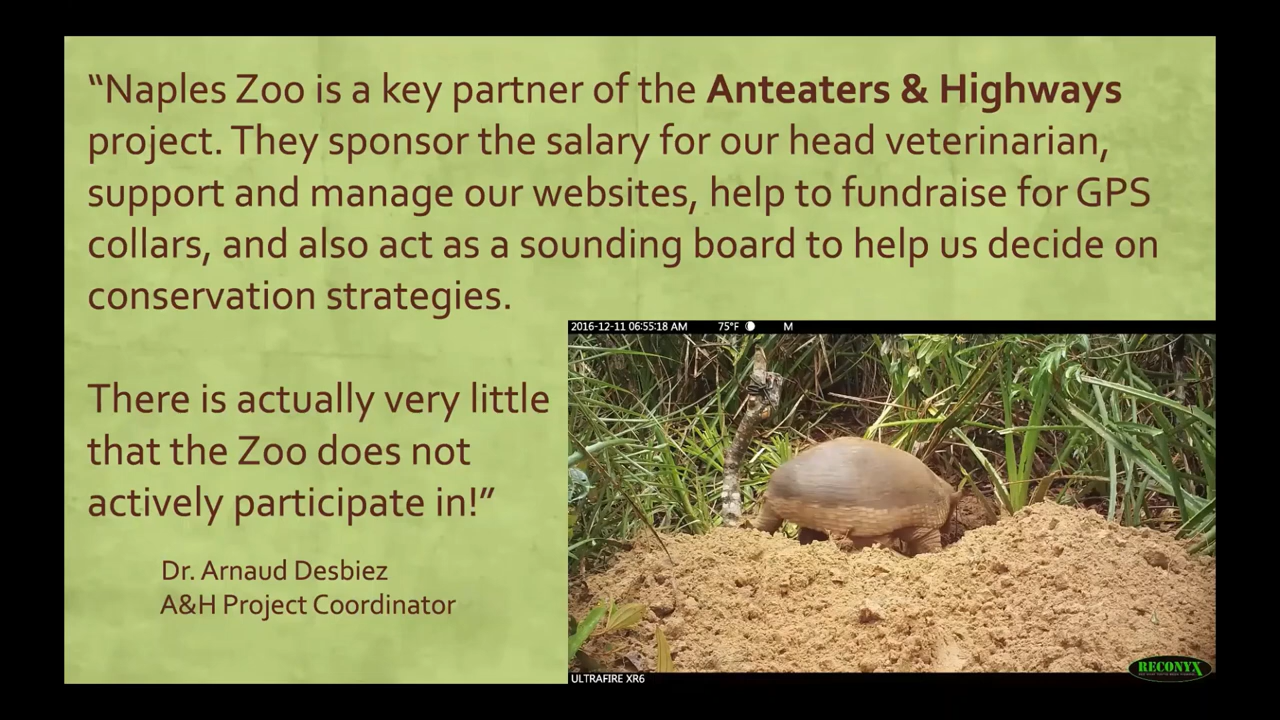 “Naples Zoo is a key partner of the Anteaters & Highways
project. They sponsor the salary for our head veterinarian,
support and manage our websites, help to fundraise for GPS
collars, and also act as a sounding board to help us decide on
conservation strategies.
There is actually very little
that the Zoo does not
actively participate in!”
Dr. Arnaud Desbiez
A&H Project Coordinator
2016-12-11 06:55:18 AM 75°F M
RECONYX
ULTRAFIRE XR6